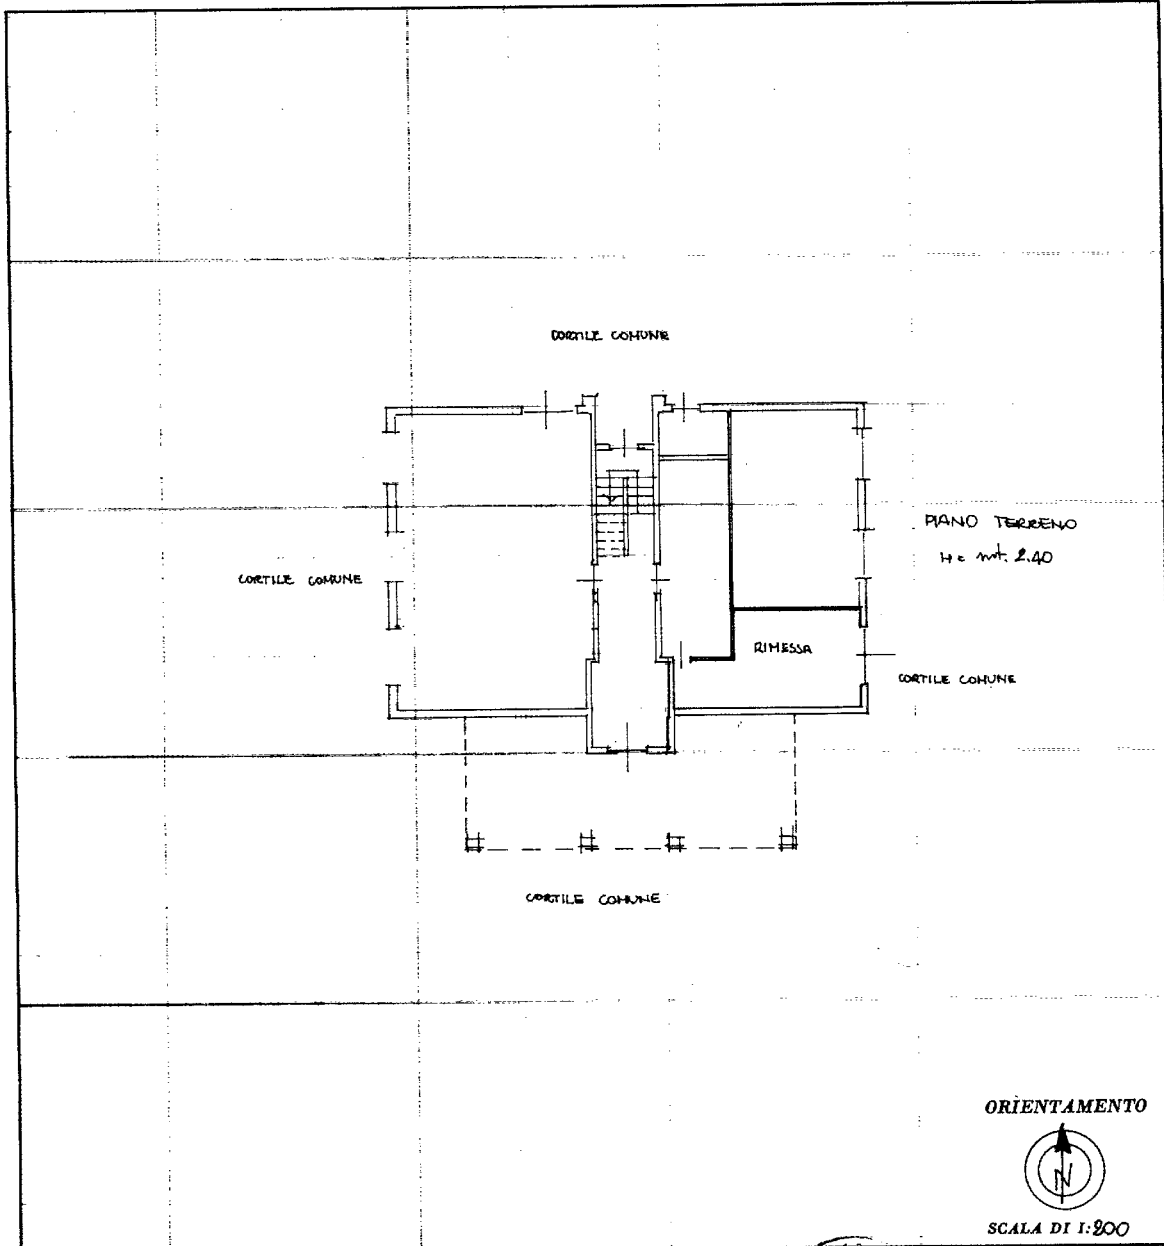 CORTILE COMUNE
PIANO TERRENO
H = mt. 2.40
CORTILE COMUNE
RIMESSA
CORTILE COMUNE
CORTILE COMUNE
ORIENTAMENTO
N
SCALA DI 1:200